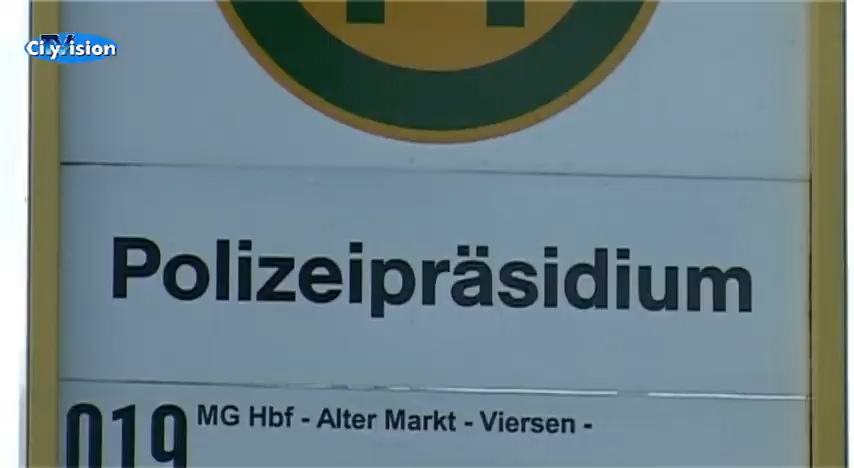 Cityvision
Polizeipräsidium
019 MG Hbf - Alter Markt - Viersen -